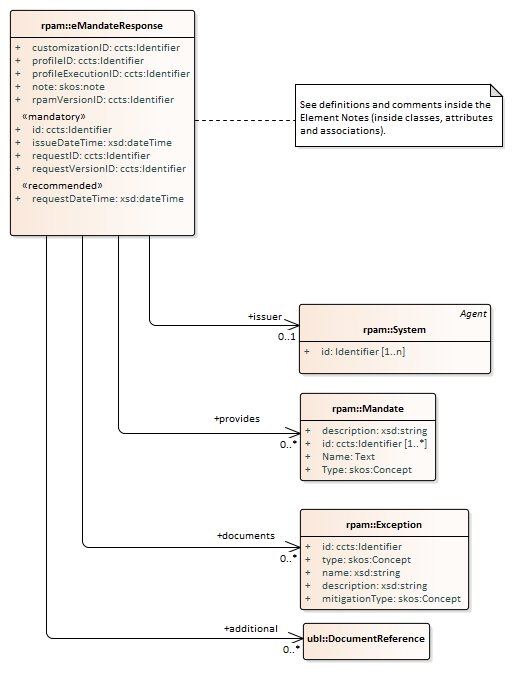 rpam::eMandateResponse
+ customizationID: ccts:Identifier
+ profileID: ccts:Identifier
+ profileExecutionID: ccts:Identifier
+ note: skos:note
+ rpamVersionID: ccts:Identifier
«mandatory»
+ id: ccts:Identifier
+ issueDateTime: xsd:dateTime
+ requestID: ccts:Identifier
+ requestVersionID: ccts:Identifier
«recommended»
+ requestDateTime: xsd:dateTime
See definitions and comments inside the
Element Notes (inside classes, attributes
and associations).
+issuer
0..1
Agent
rpam::System
+ id: Identifier [1..n]
+provides
0..*
rpam::Mandate
+ description: xsd:string
+ id: ccts:Identifier [1..*]
+ Name: Text
+ Type: skos:Concept
+documents
0..*
rpam::Exception
+ id: ccts:Identifier
+ type: skos:Concept
+ name: xsd:string
+ description: xsd:string
+ mitigationType: skos:Concept
+additional
0..*
ubl::DocumentReference